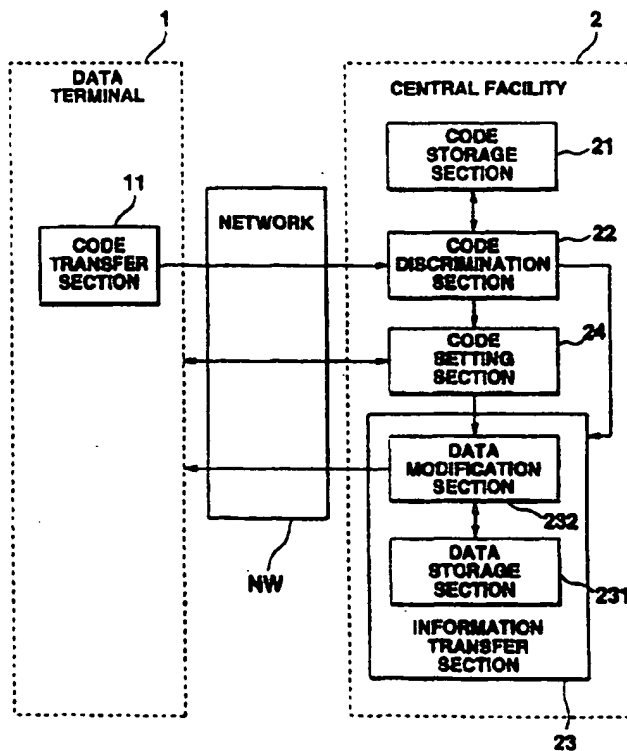 1
DATA
TERMINAL
11
CODE
TRANSFER
SECTION
NETWORK
NW
2
CENTRAL FACILITY
CODE
STORAGE
SECTION
21
CODE
DISCRIMINATION
SECTION
22
CODE
SETTING
SECTION
24
DATA
MODIFICATION
SECTION
232
DATA
STORAGE
SECTION
231
INFORMATION
TRANSFER
SECTION
23